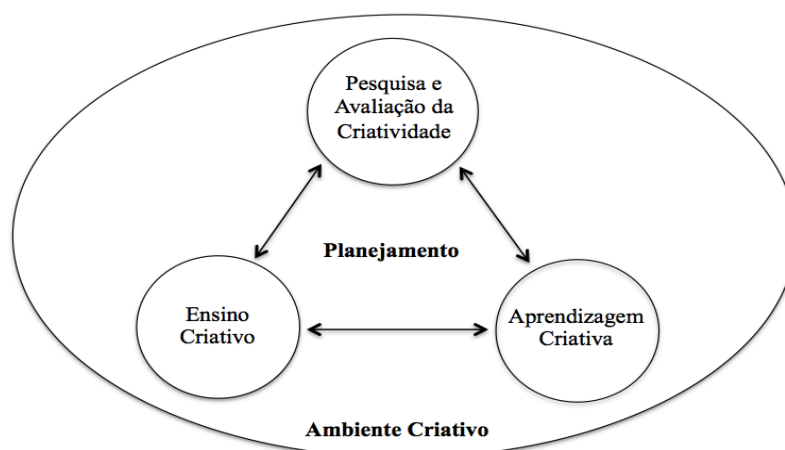 Pesquisa e
Avaliação da
Criatividade
Planejamento
Ensino
Criativo
Aprendizagem
Criativa
Ambiente Criativo